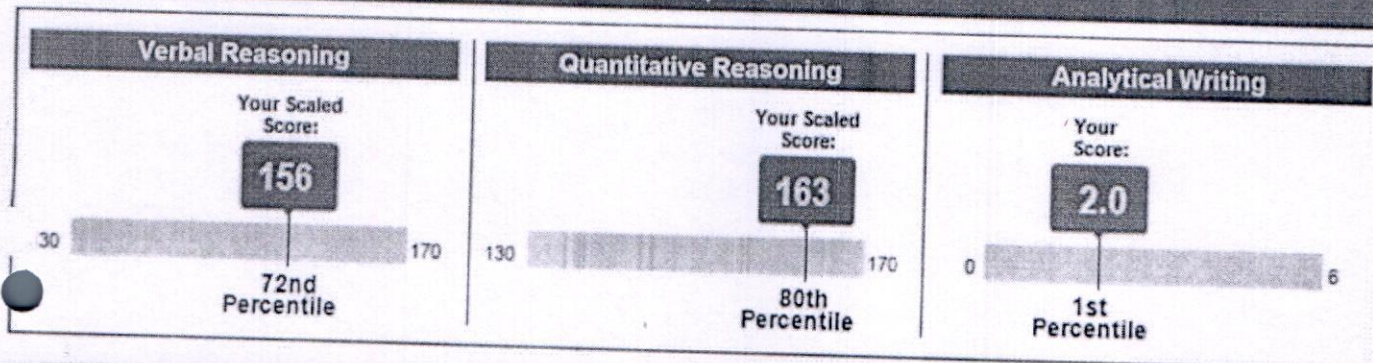 Verbal Reasoning
Your Scaled
Score:
156
30
170
72nd
Percentile
Quantitative Reasoning
Your Scaled
Score:
163
130
170
80th
Percentile
Analytical Writing
Your
Score:
2.0
0
6
1st
Percentile